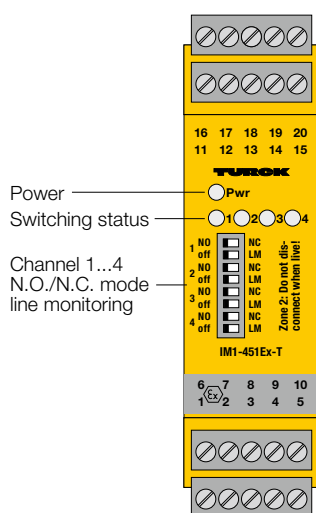 16 17 18 19 20
11 12 13 14 15
TURCK
Power
Pwr
Switching status
1 2 3 4
Channel 1...4
N.O./N.C. mode
line monitoring
1 NO NC
off LM
2 NO NC
off LM
3 NO NC
off LM
4 NO NC
off LM
Zone 2: Do not dis-
connect when live!
IM1-451Ex-T
6 7 8 9 10
Ex
1 2 3 4 5